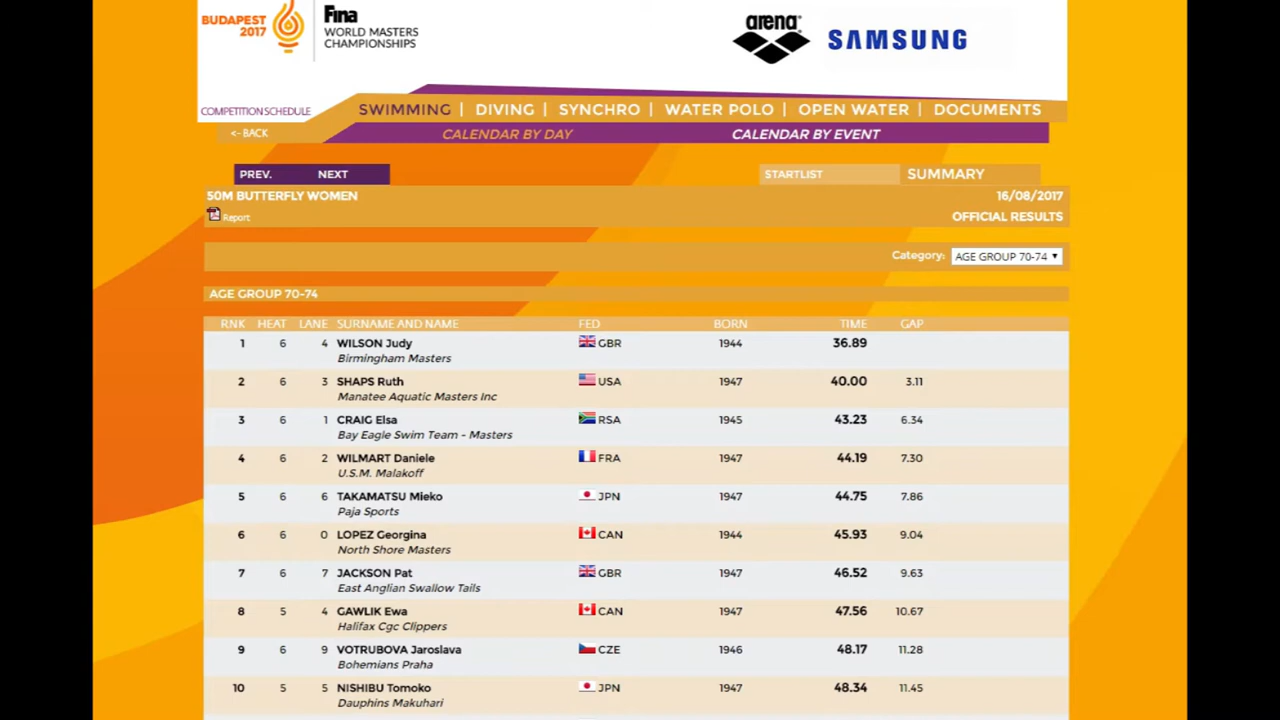 BUDAPEST
2017
Fina
WORLD MASTERS
CHAMPIONSHIPS
arena
SAMSUNG
COMPETITION SCHEDULE
SWIMMING | DIVING | SYNCHRO | WATER POLO | OPEN WATER | DOCUMENTS
<- BACK CALENDAR BY DAY CALENDAR BY EVENT
PREV. NEXT STARTLIST SUMMARY
50M BUTTERFLY WOMEN 16/08/2017
Report OFFICIAL RESULTS
Category: AGE GROUP 70-74
AGE GROUP 70-74
RNK HEAT LANE SURNAME AND NAME FED BORN TIME GAP
1 6 4 WILSON Judy GBR 1944 36.89
Birmingham Masters
2 6 3 SHAPS Ruth USA 1947 40.00 3.11
Manatee Aquatic Masters Inc
3 6 1 CRAIG Elsa RSA 1945 43.23 6.34
Bay Eagle Swim Team - Masters
4 6 2 WILMART Daniele FRA 1947 44.19 7.30
U.S.M. Malakoff
5 6 6 TAKAMATSU Mieko JPN 1947 44.75 7.86
Paja Sports
6 6 0 LOPEZ Georgina CAN 1944 45.93 9.04
North Shore Masters
7 6 7 JACKSON Pat GBR 1947 46.52 9.63
East Anglian Swallow Tails
8 5 4 GAWLIK Ewa CAN 1947 47.56 10.67
Halifax Cgc Clippers
9 6 9 VOTRUBOVA Jaroslava CZE 1946 48.17 11.28
Bohemians Praha
10 5 5 NISHIBU Tomoko JPN 1947 48.34 11.45
Dauphins Makuhari